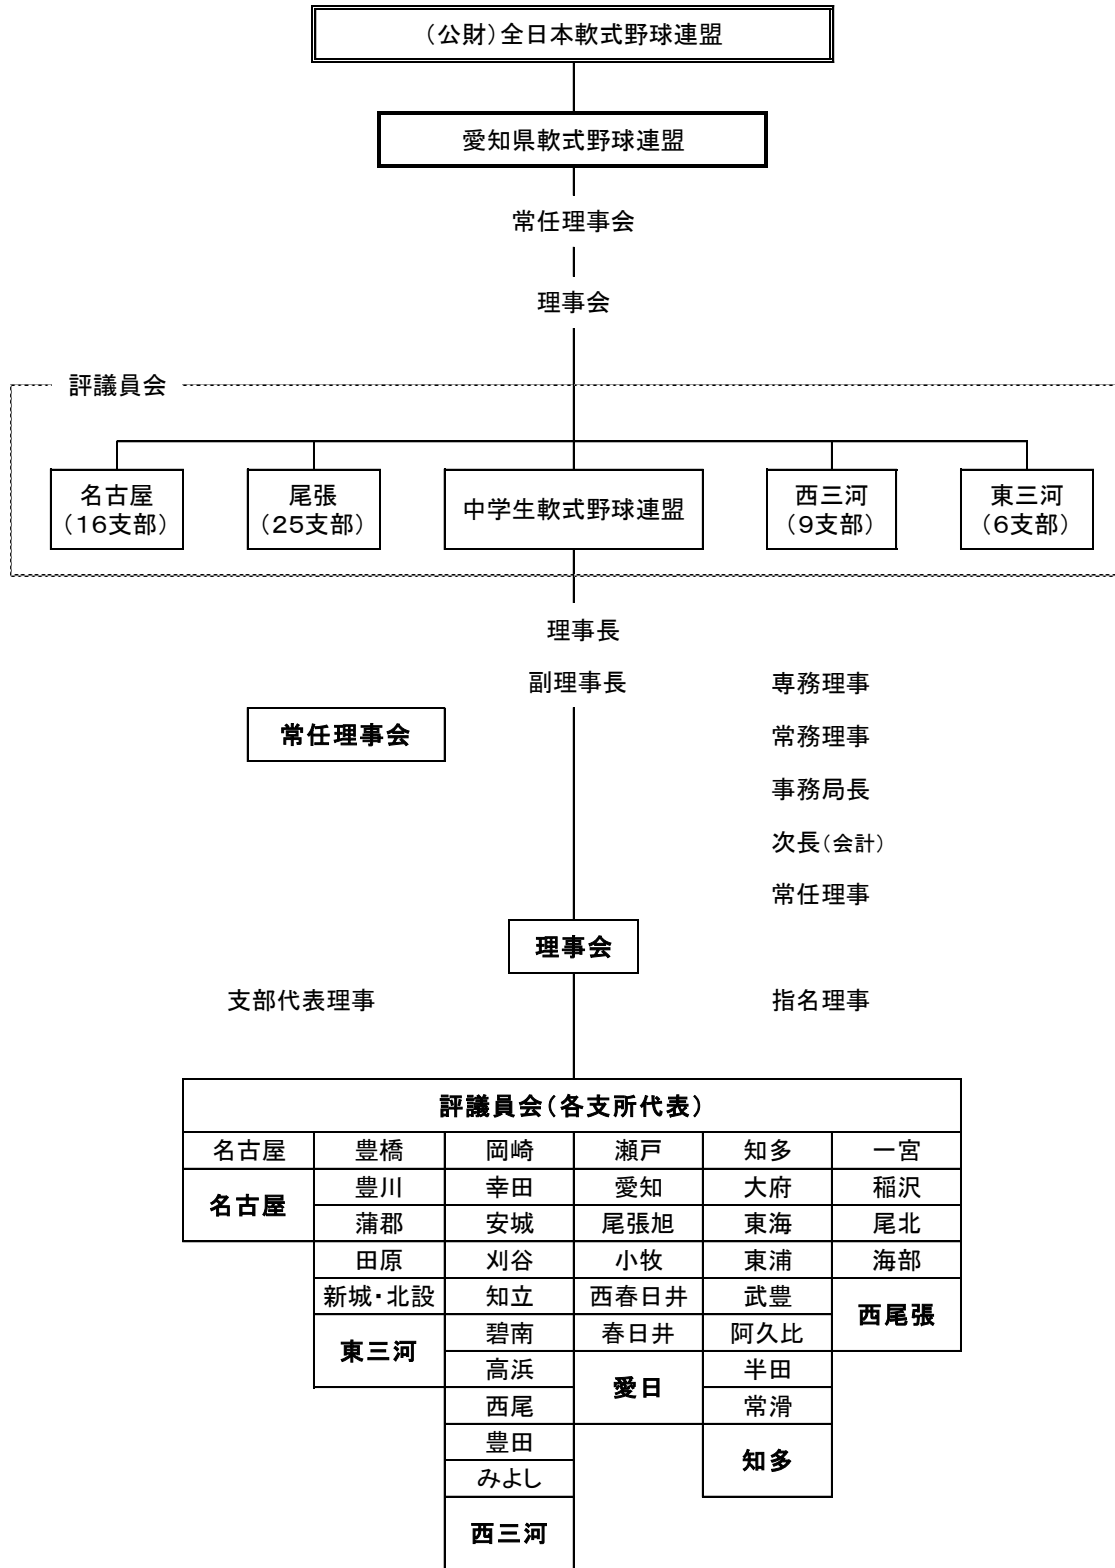 （公財）全日本軟式野球連盟
愛知県軟式野球連盟
常任理事会
理事会
評議員会
名古屋
（16支部）
尾張
（25支部）
中学生軟式野球連盟
西三河
（9支部）
東三河
（6支部）
理事長
副理事長
専務理事
常任理事会
常務理事
事務局長
次長（会計）
常任理事
理事会
支部代表理事
指名理事
評議員会（各支所代表）
名古屋 豊橋 岡崎 瀬戸 知多 一宮
名古屋 豊川 幸田 愛知 大府 稲沢
蒲郡 安城 尾張旭 東海 尾北
田原 刈谷 小牧 東浦 海部
新城・北設 知立 西春日井 武豊 西尾張
東三河 碧南 春日井 阿久比
高浜 愛日 半田
西尾 常滑
豊田 知多
みよし
西三河